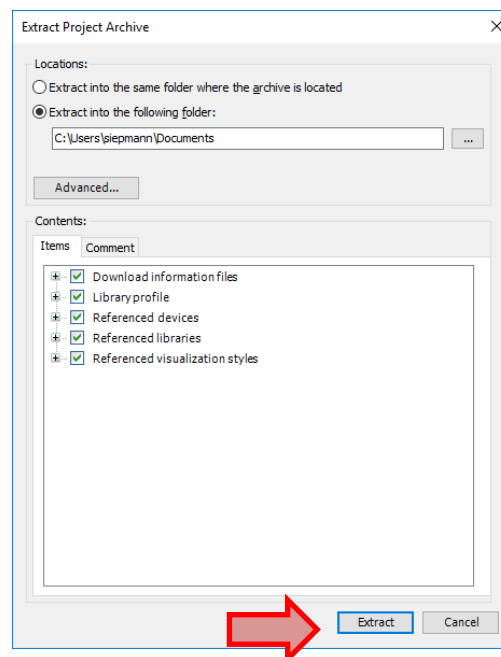 Extract Project Archive
Locations:
Extract into the same folder where the archive is located
Extract into the following folder:
C:\Users\siepmann\Documents
...
Advanced...
Contents:
Items Comment
Download information files
Library profile
Referenced devices
Referenced libraries
Referenced visualization styles
Extract Cancel